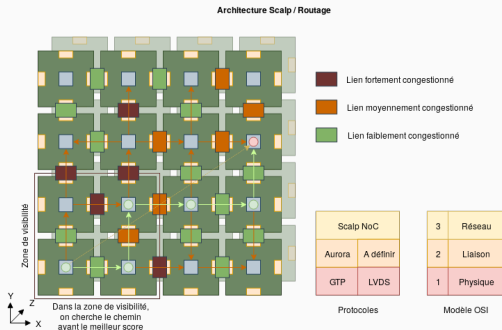 Architecture Scalp / Routage
Lien fortement congestionné
Lien moyennement congestionné
Lien faiblement congestionné
Zone de visibilité
Dans la zone de visibilité,
on cherche le chemin
ayant le meilleur score
Y
Z
X
Scalp NoC
Aurora
A définir
GTP
LVDS
Protocoles
3
Réseau
2
Liaison
1
Physique
Modèle OSI